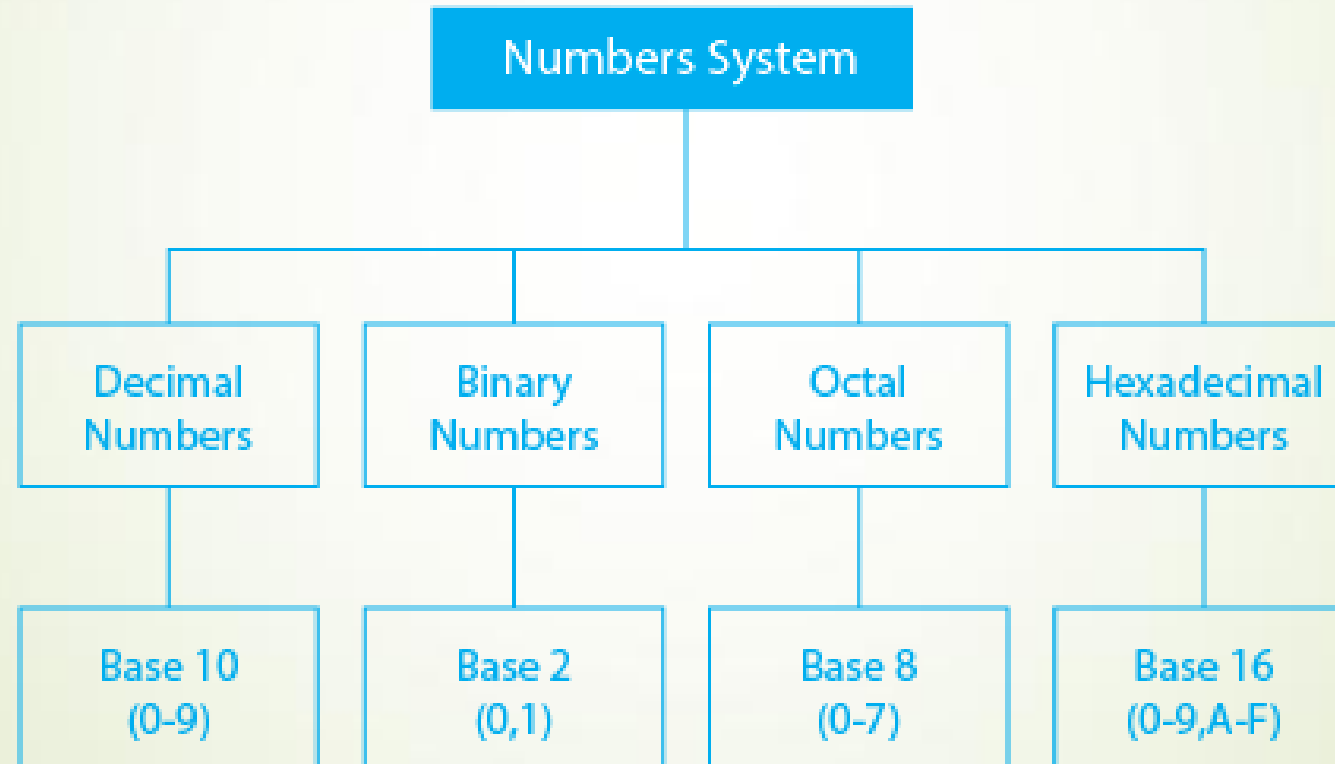 Numbers System
Decimal
Numbers
Binary
Numbers
Octal
Numbers
Hexadecimal
Numbers
Base 10
(0-9)
Base 2
(0,1)
Base 8
(0-7)
Base 16
(0-9,A-F)